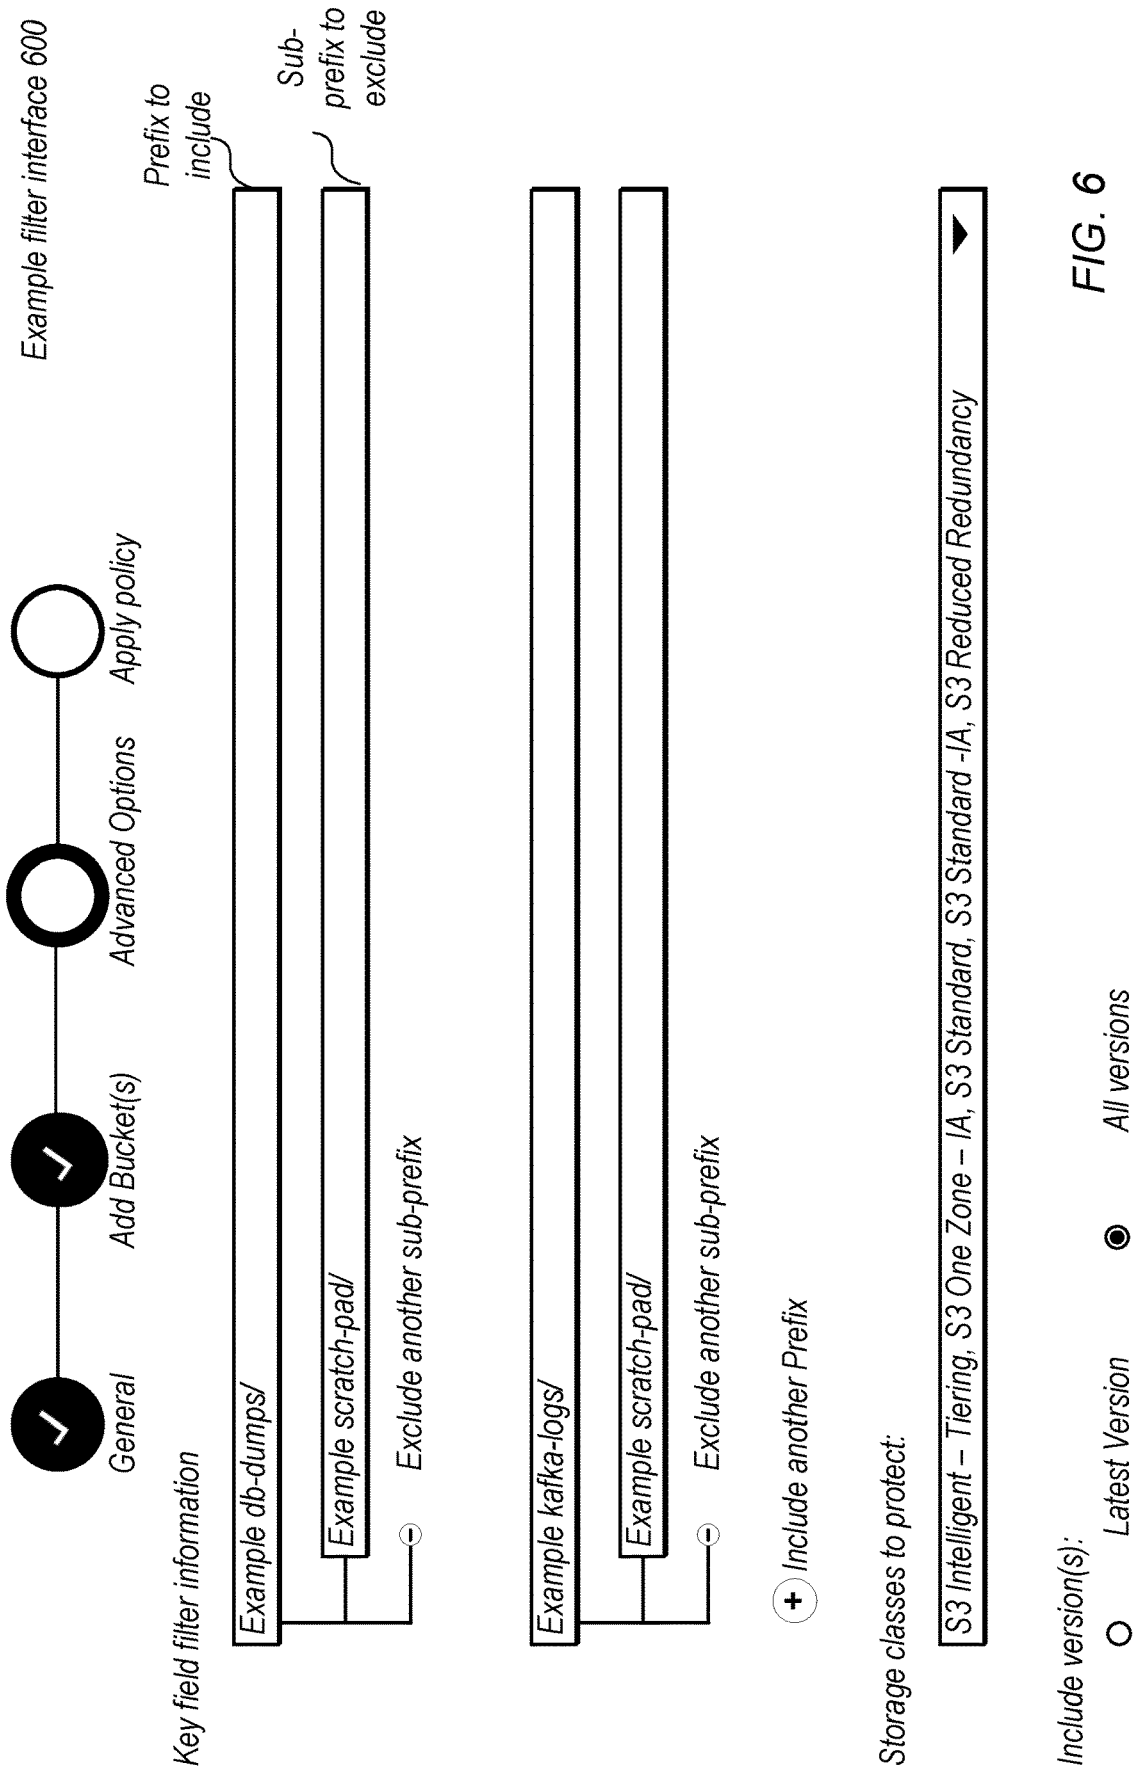 Example filter interface 600
General
Add Bucket(s)
Advanced Options
Apply policy
Key field filter information
Prefix to
include
Example db-dumps/
Sub-
prefix to
exclude
Example scratch-pad/
- Exclude another sub-prefix
Example kafka-logs/
Example scratch-pad/
- Exclude another sub-prefix
+ Include another Prefix
Storage classes to protect:
S3 Intelligent – Tiering, S3 One Zone – IA, S3 Standard, S3 Standard -IA, S3 Reduced Redundancy
Include version(s):
Latest Version
All versions
FIG. 6